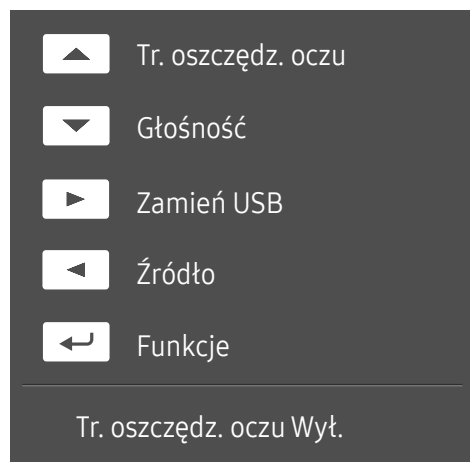 Tr. oszczędz. oczu
Głośność
Zamień USB
Źródło
Funkcje
Tr. oszczędz. oczu Wył.